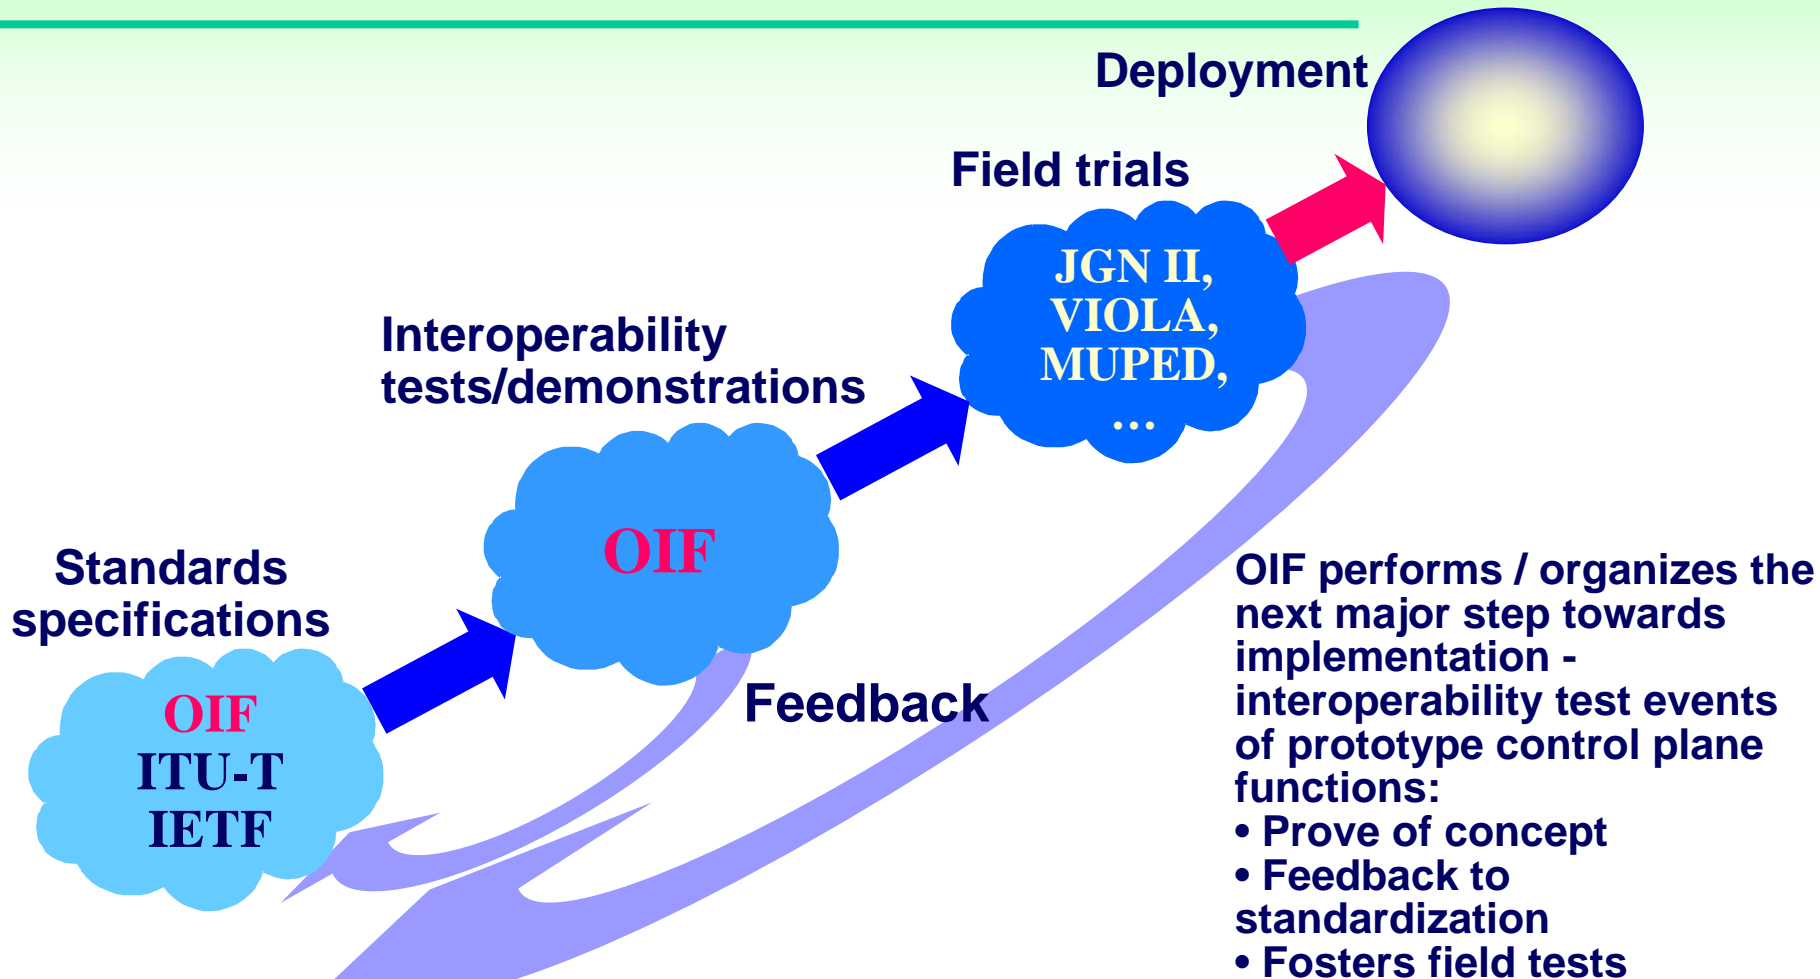 Deployment
Field trials
JGN II,
VIOLA,
MUPED,
...
Interoperability
tests/demonstrations
OIF
Standards
specifications
OIF
ITU-T
IETF
Feedback
OIF performs / organizes the
next major step towards
implementation -
interoperability test events
of prototype control plane
functions:
• Prove of concept
• Feedback to
standardization
• Fosters field tests